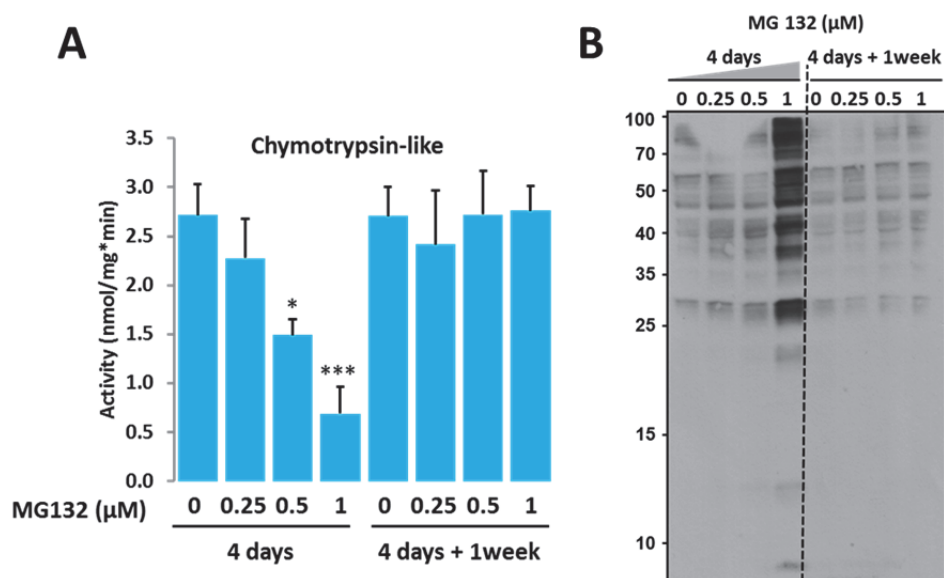 A
Chymotrypsin-like
Activity (nmol/mg*min)
3.5
3.0
2.5
2.0
1.5
1.0
0.5
0.0
*
***
MG132 (μM) 0 0.25 0.5 1 0 0.25 0.5 1
4 days 4 days + 1week
B
MG 132 (μM)
4 days 4 days + 1week
0 0.25 0.5 1 0 0.25 0.5 1
100
70
50
40
35
25
15
10